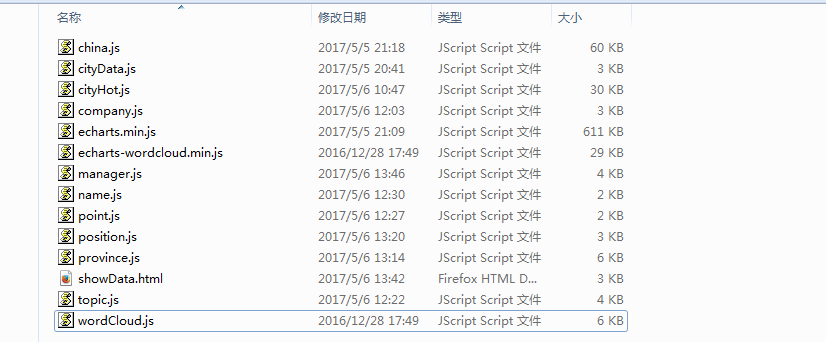 名称 修改日期 类型 大小
china.js 2017/5/5 21:18 JScript Script 文件 60 KB
cityData.js 2017/5/5 20:41 JScript Script 文件 3 KB
cityHot.js 2017/5/6 10:47 JScript Script 文件 30 KB
company.js 2017/5/6 12:03 JScript Script 文件 3 KB
echarts.min.js 2017/5/5 21:09 JScript Script 文件 611 KB
echarts-wordcloud.min.js 2016/12/28 17:49 JScript Script 文件 29 KB
manager.js 2017/5/6 13:46 JScript Script 文件 4 KB
name.js 2017/5/6 12:30 JScript Script 文件 2 KB
point.js 2017/5/6 12:27 JScript Script 文件 2 KB
position.js 2017/5/6 13:20 JScript Script 文件 3 KB
province.js 2017/5/6 13:14 JScript Script 文件 6 KB
showData.html 2017/5/6 13:42 Firefox HTML D... 3 KB
topic.js 2017/5/6 12:22 JScript Script 文件 4 KB
wordCloud.js 2016/12/28 17:49 JScript Script 文件 6 KB